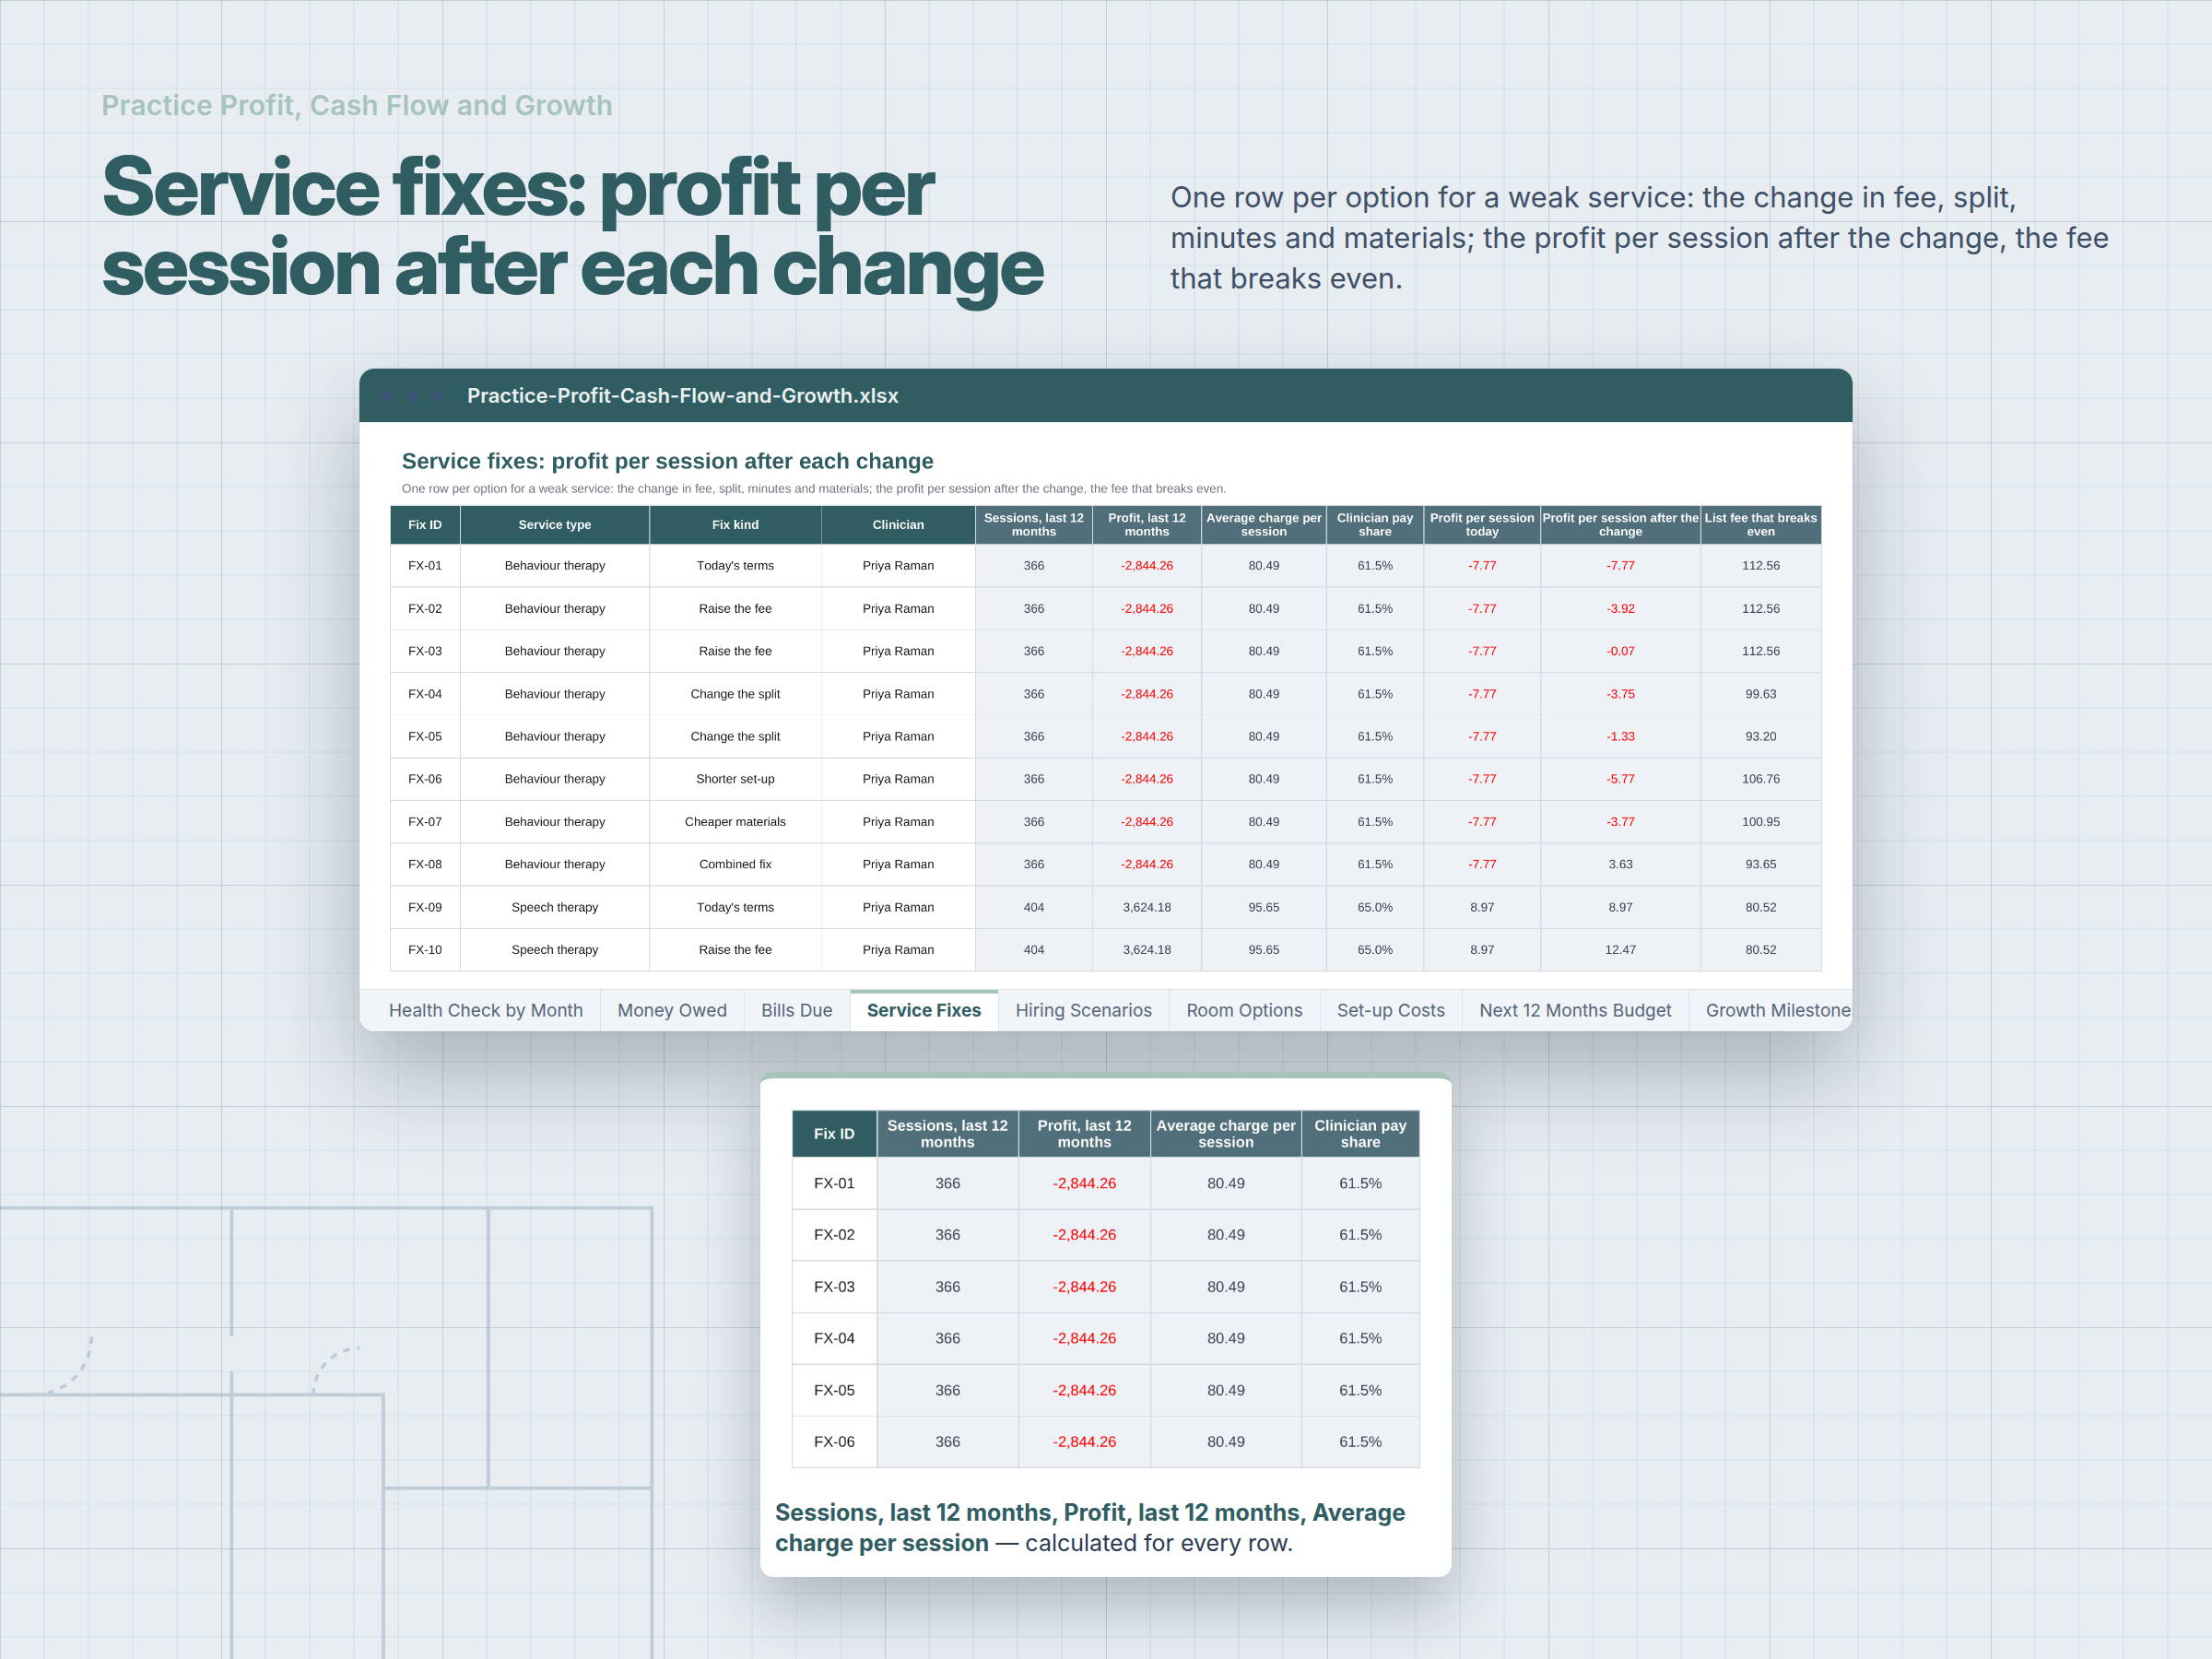 Practice Profit, Cash Flow and Growth
Service fixes: profit per
session after each change
One row per option for a weak service: the change in fee, split,
minutes and materials; the profit per session after the change, the fee
that breaks even.
Practice-Profit-Cash-Flow-and-Growth.xlsx
Service fixes: profit per session after each change
One row per option for a weak service: the change in fee, split, minutes and materials; the profit per session after the change, the fee that breaks even.
Fix ID Service type Fix kind Clinician Sessions, last 12 months Profit, last 12 months Average charge per session Clinician pay share Profit per session today Profit per session after the change List fee that breaks even
FX-01 Behaviour therapy Today's terms Priya Raman 366 -2,844.26 80.49 61.5% -7.77 -7.77 112.56
FX-02 Behaviour therapy Raise the fee Priya Raman 366 -2,844.26 80.49 61.5% -7.77 -3.92 112.56
FX-03 Behaviour therapy Raise the fee Priya Raman 366 -2,844.26 80.49 61.5% -7.77 -0.07 112.56
FX-04 Behaviour therapy Change the split Priya Raman 366 -2,844.26 80.49 61.5% -7.77 -3.75 99.63
FX-05 Behaviour therapy Change the split Priya Raman 366 -2,844.26 80.49 61.5% -7.77 -1.33 93.20
FX-06 Behaviour therapy Shorter set-up Priya Raman 366 -2,844.26 80.49 61.5% -7.77 -5.77 106.76
FX-07 Behaviour therapy Cheaper materials Priya Raman 366 -2,844.26 80.49 61.5% -7.77 -3.77 100.95
FX-08 Behaviour therapy Combined fix Priya Raman 366 -2,844.26 80.49 61.5% -7.77 3.63 93.65
FX-09 Speech therapy Today's terms Priya Raman 404 3,624.18 95.65 65.0% 8.97 8.97 80.52
FX-10 Speech therapy Raise the fee Priya Raman 404 3,624.18 95.65 65.0% 8.97 12.47 80.52
Health Check by Month Money Owed Bills Due Service Fixes Hiring Scenarios Room Options Set-up Costs Next 12 Months Budget Growth Milestone
Fix ID Sessions, last 12 months Profit, last 12 months Average charge per session Clinician pay share
FX-01 366 -2,844.26 80.49 61.5%
FX-02 366 -2,844.26 80.49 61.5%
FX-03 366 -2,844.26 80.49 61.5%
FX-04 366 -2,844.26 80.49 61.5%
FX-05 366 -2,844.26 80.49 61.5%
FX-06 366 -2,844.26 80.49 61.5%
Sessions, last 12 months, Profit, last 12 months, Average
charge per session — calculated for every row.